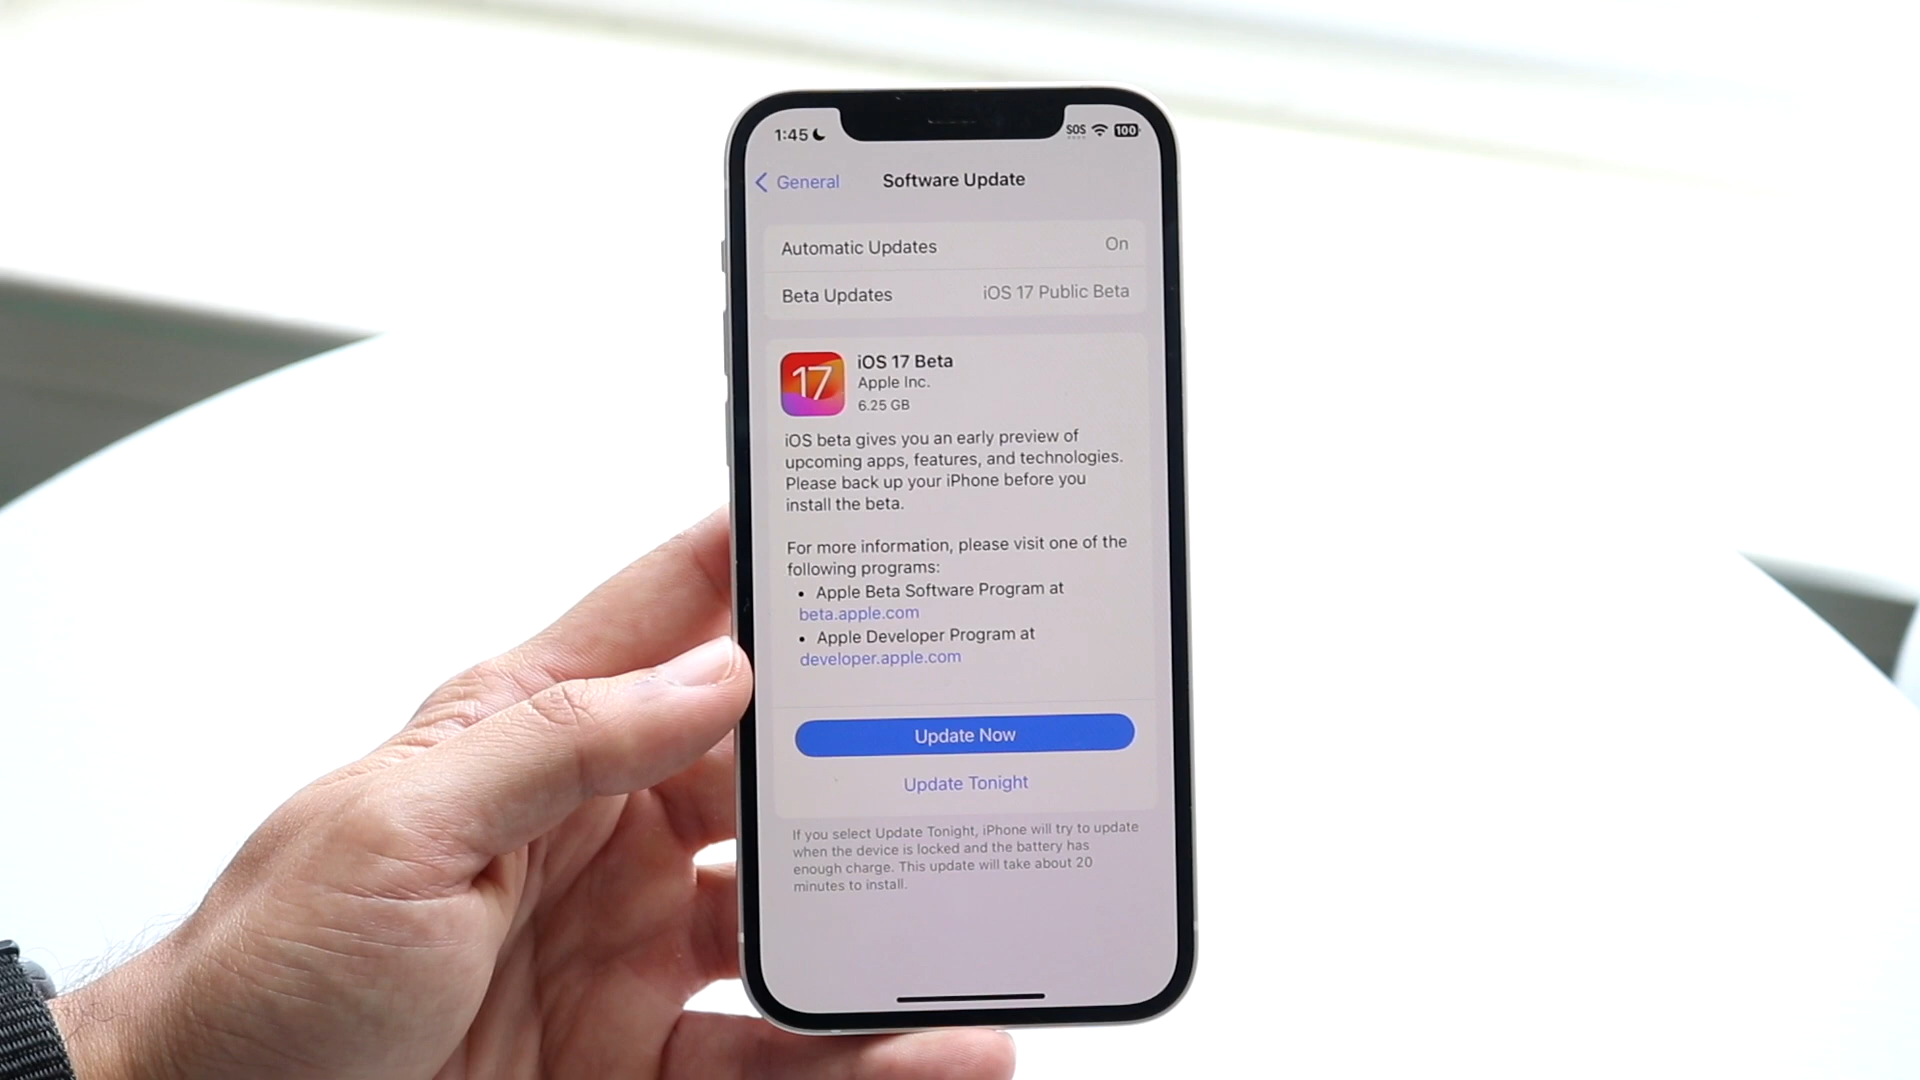 1:45
SOS 100
General Software Update
Automatic Updates On
Beta Updates iOS 17 Public Beta
17
iOS 17 Beta
Apple Inc.
6.25 GB
iOS beta gives you an early preview of
upcoming apps, features, and technologies.
Please back up your iPhone before you
install the beta.
For more information, please visit one of the
following programs:
• Apple Beta Software Program at
beta.apple.com
• Apple Developer Program at
developer.apple.com
Update Now
Update Tonight
If you select Update Tonight, iPhone will try to update
when the device is locked and the battery has
enough charge. This update will take about 20
minutes to install.